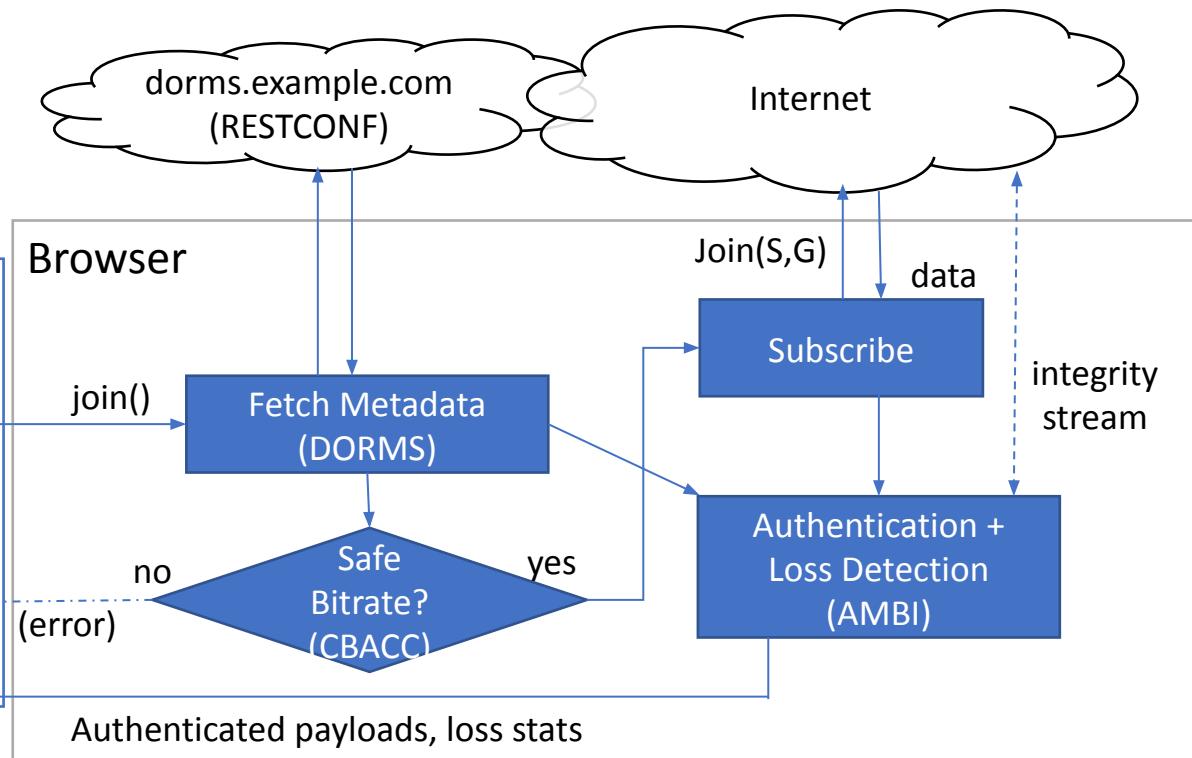 dorms.example.com
(RESTCONF)
Internet
Browser
Join(S,G)
data
Subscribe
integrity
stream
join()
Fetch Metadata
(DORMS)
Safe
Bitrate?
(CBACC)
no
yes
(error)
Authentication +
Loss Detection
(AMBI)
Authenticated payloads, loss stats